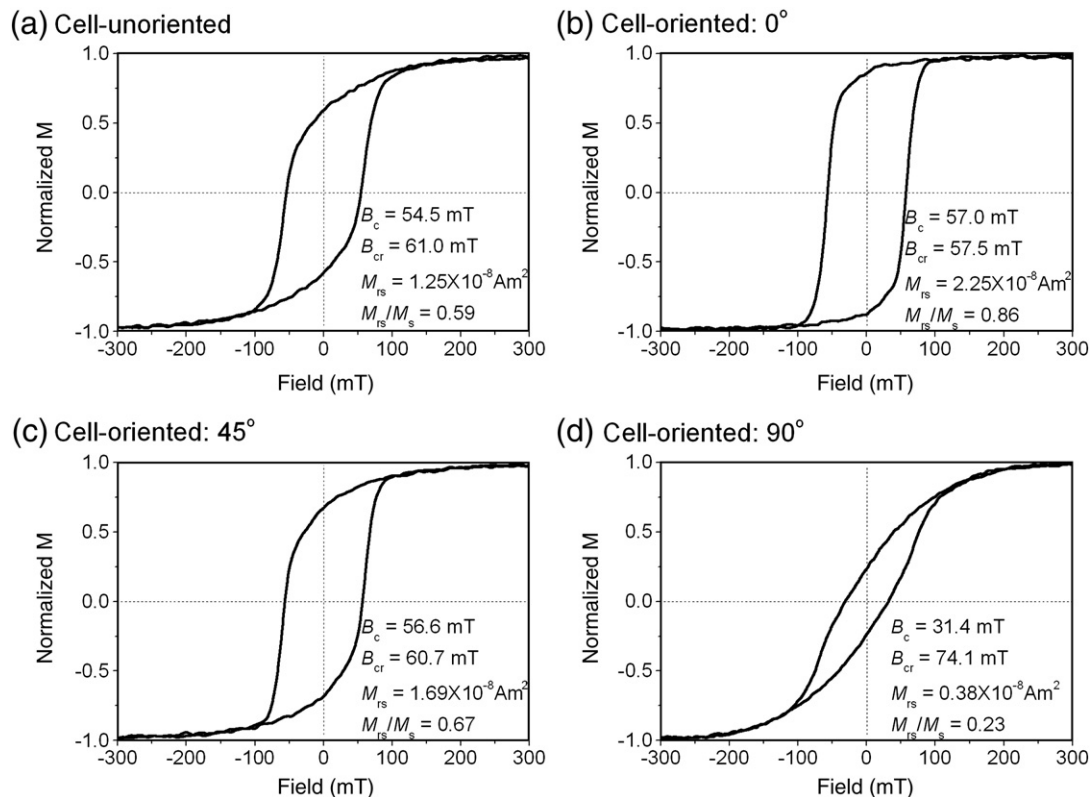 (a) Cell-unoriented
1.0
0.5
0.0
-0.5
-1.0
Normalized M
B_c = 54.5 mT
B_cr = 61.0 mT
M_rs = 1.25X10^-8Am^2
M_rs/M_s = 0.59
-300 -200 -100 0 100 200 300
Field (mT)
(b) Cell-oriented: 0°
1.0
0.5
0.0
-0.5
-1.0
Normalized M
B_c = 57.0 mT
B_cr = 57.5 mT
M_rs = 2.25X10^-8Am^2
M_rs/M_s = 0.86
-300 -200 -100 0 100 200 300
Field (mT)
(c) Cell-oriented: 45°
1.0
0.5
0.0
-0.5
-1.0
Normalized M
B_c = 56.6 mT
B_cr = 60.7 mT
M_rs = 1.69X10^-8Am^2
M_rs/M_s = 0.67
-300 -200 -100 0 100 200 300
Field (mT)
(d) Cell-oriented: 90°
1.0
0.5
0.0
-0.5
-1.0
Normalized M
B_c = 31.4 mT
B_cr = 74.1 mT
M_rs = 0.38X10^-8Am^2
M_rs/M_s = 0.23
-300 -200 -100 0 100 200 300
Field (mT)